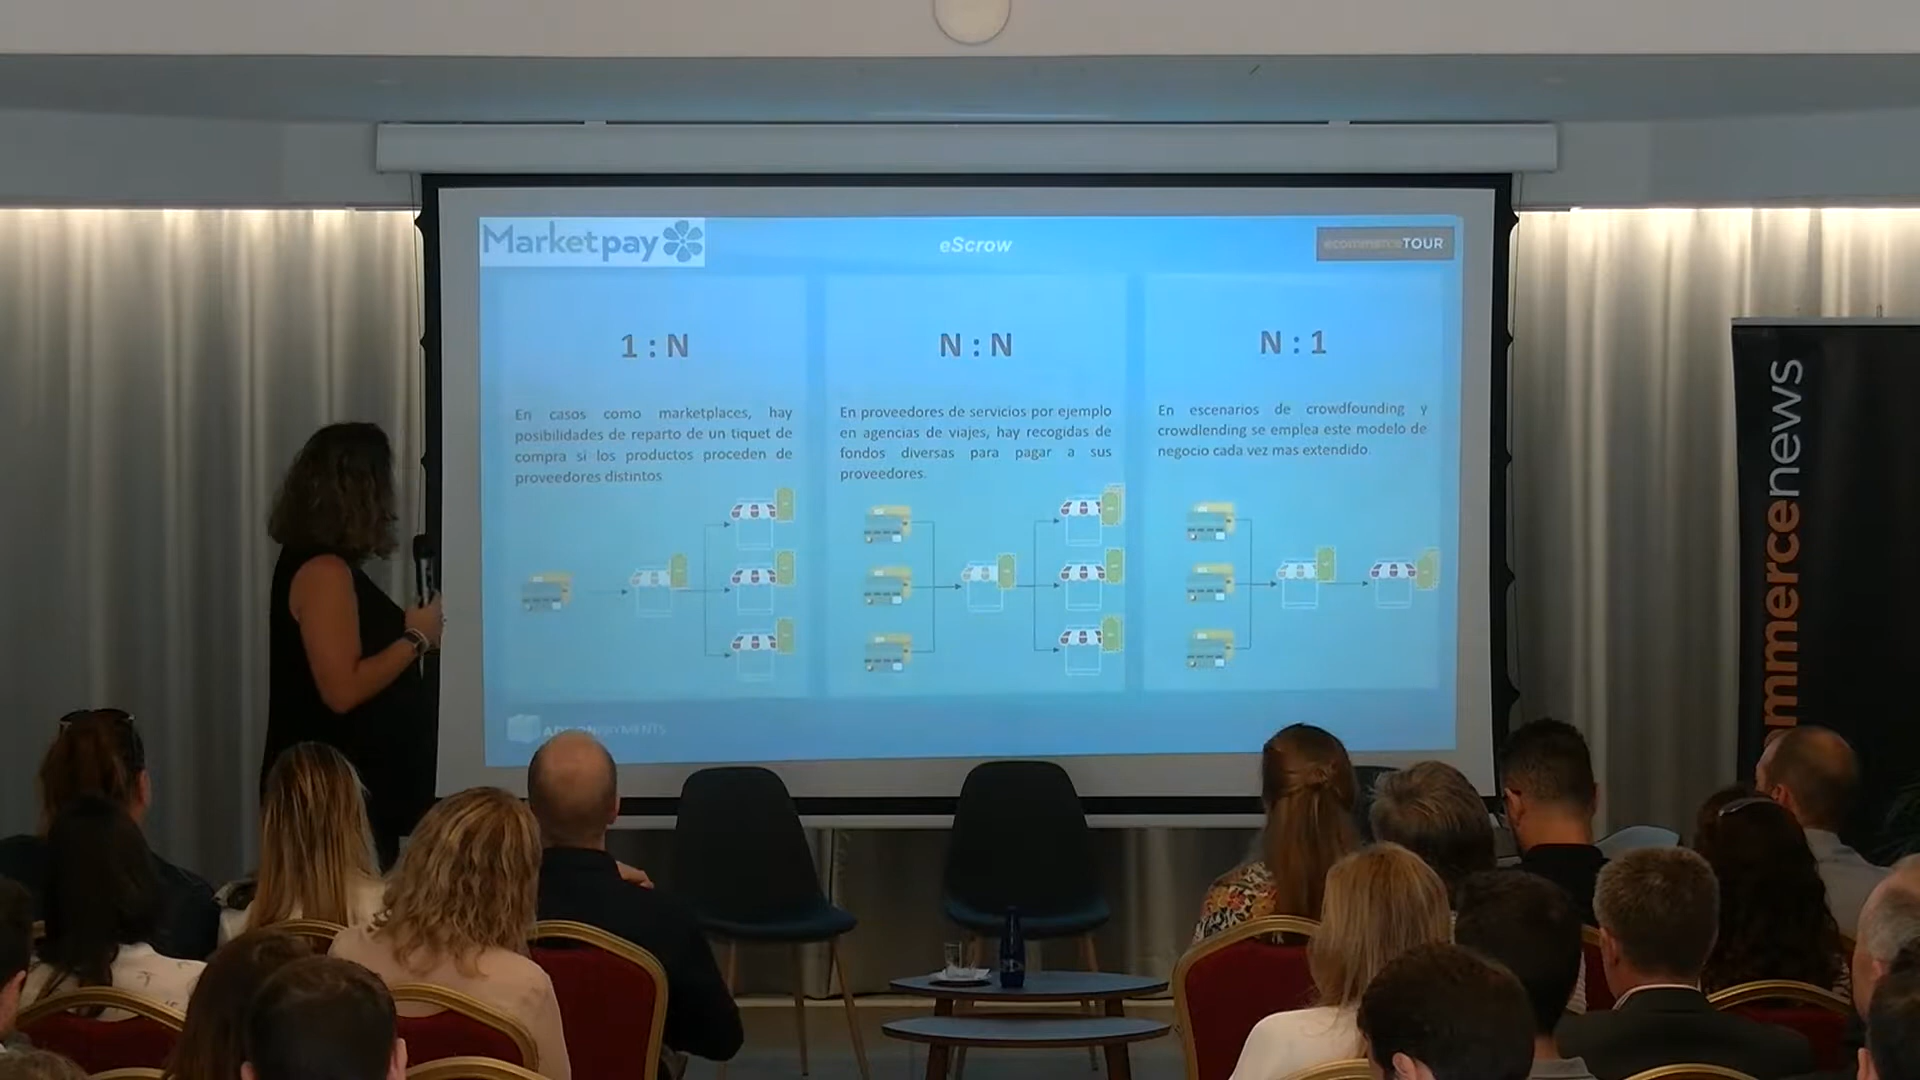 Marketpay
eScrow
ecommerceTOUR
1 : N
En casos como marketplaces, hay
posibilidades de reparto de un tiquet de
compra si los productos proceden de
proveedores distintos
N : N
En proveedores de servicios por ejemplo
en agencias de viajes, hay recogidas de
fondos diversas para pagar a sus
proveedores.
N : 1
En escenarios de crowdfounding y
crowdlending se emplea este modelo de
negocio cada vez mas extendido.
ADDONPAYMENTS
ommercenews